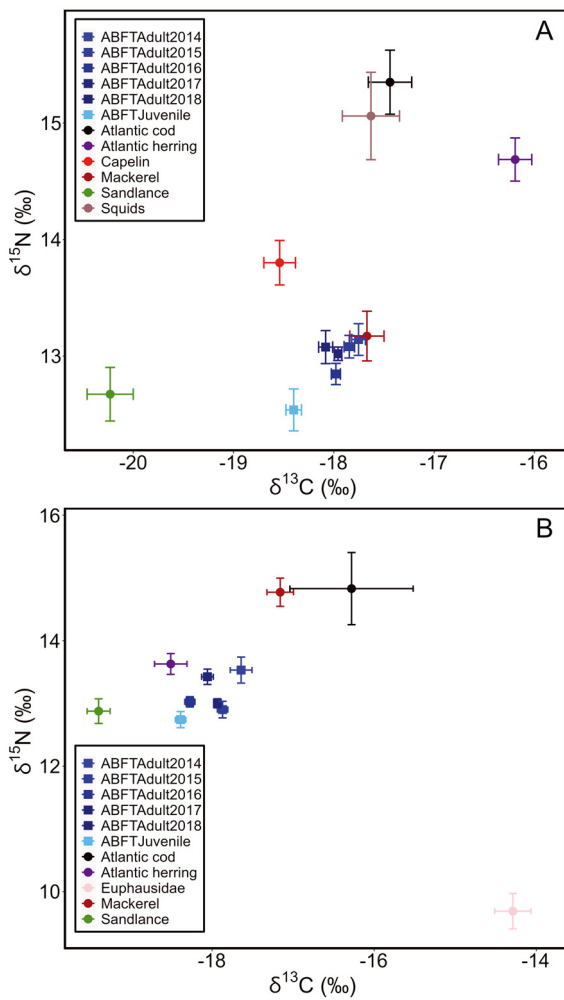 A
ABFTAdult2014
ABFTAdult2015
ABFTAdult2016
ABFTAdult2017
ABFTAdult2018
ABFTJuvenile
Atlantic cod
Atlantic herring
Capelin
Mackerel
Sandlance
Squids
15
14
13
δ¹⁵N (‰)
-20 -19 -18 -17 -16
δ¹³C (‰)
B
16
14
12
10
δ¹⁵N (‰)
ABFTAdult2014
ABFTAdult2015
ABFTAdult2016
ABFTAdult2017
ABFTAdult2018
ABFTJuvenile
Atlantic cod
Atlantic herring
Euphausidae
Mackerel
Sandlance
-18 -16 -14
δ¹³C (‰)